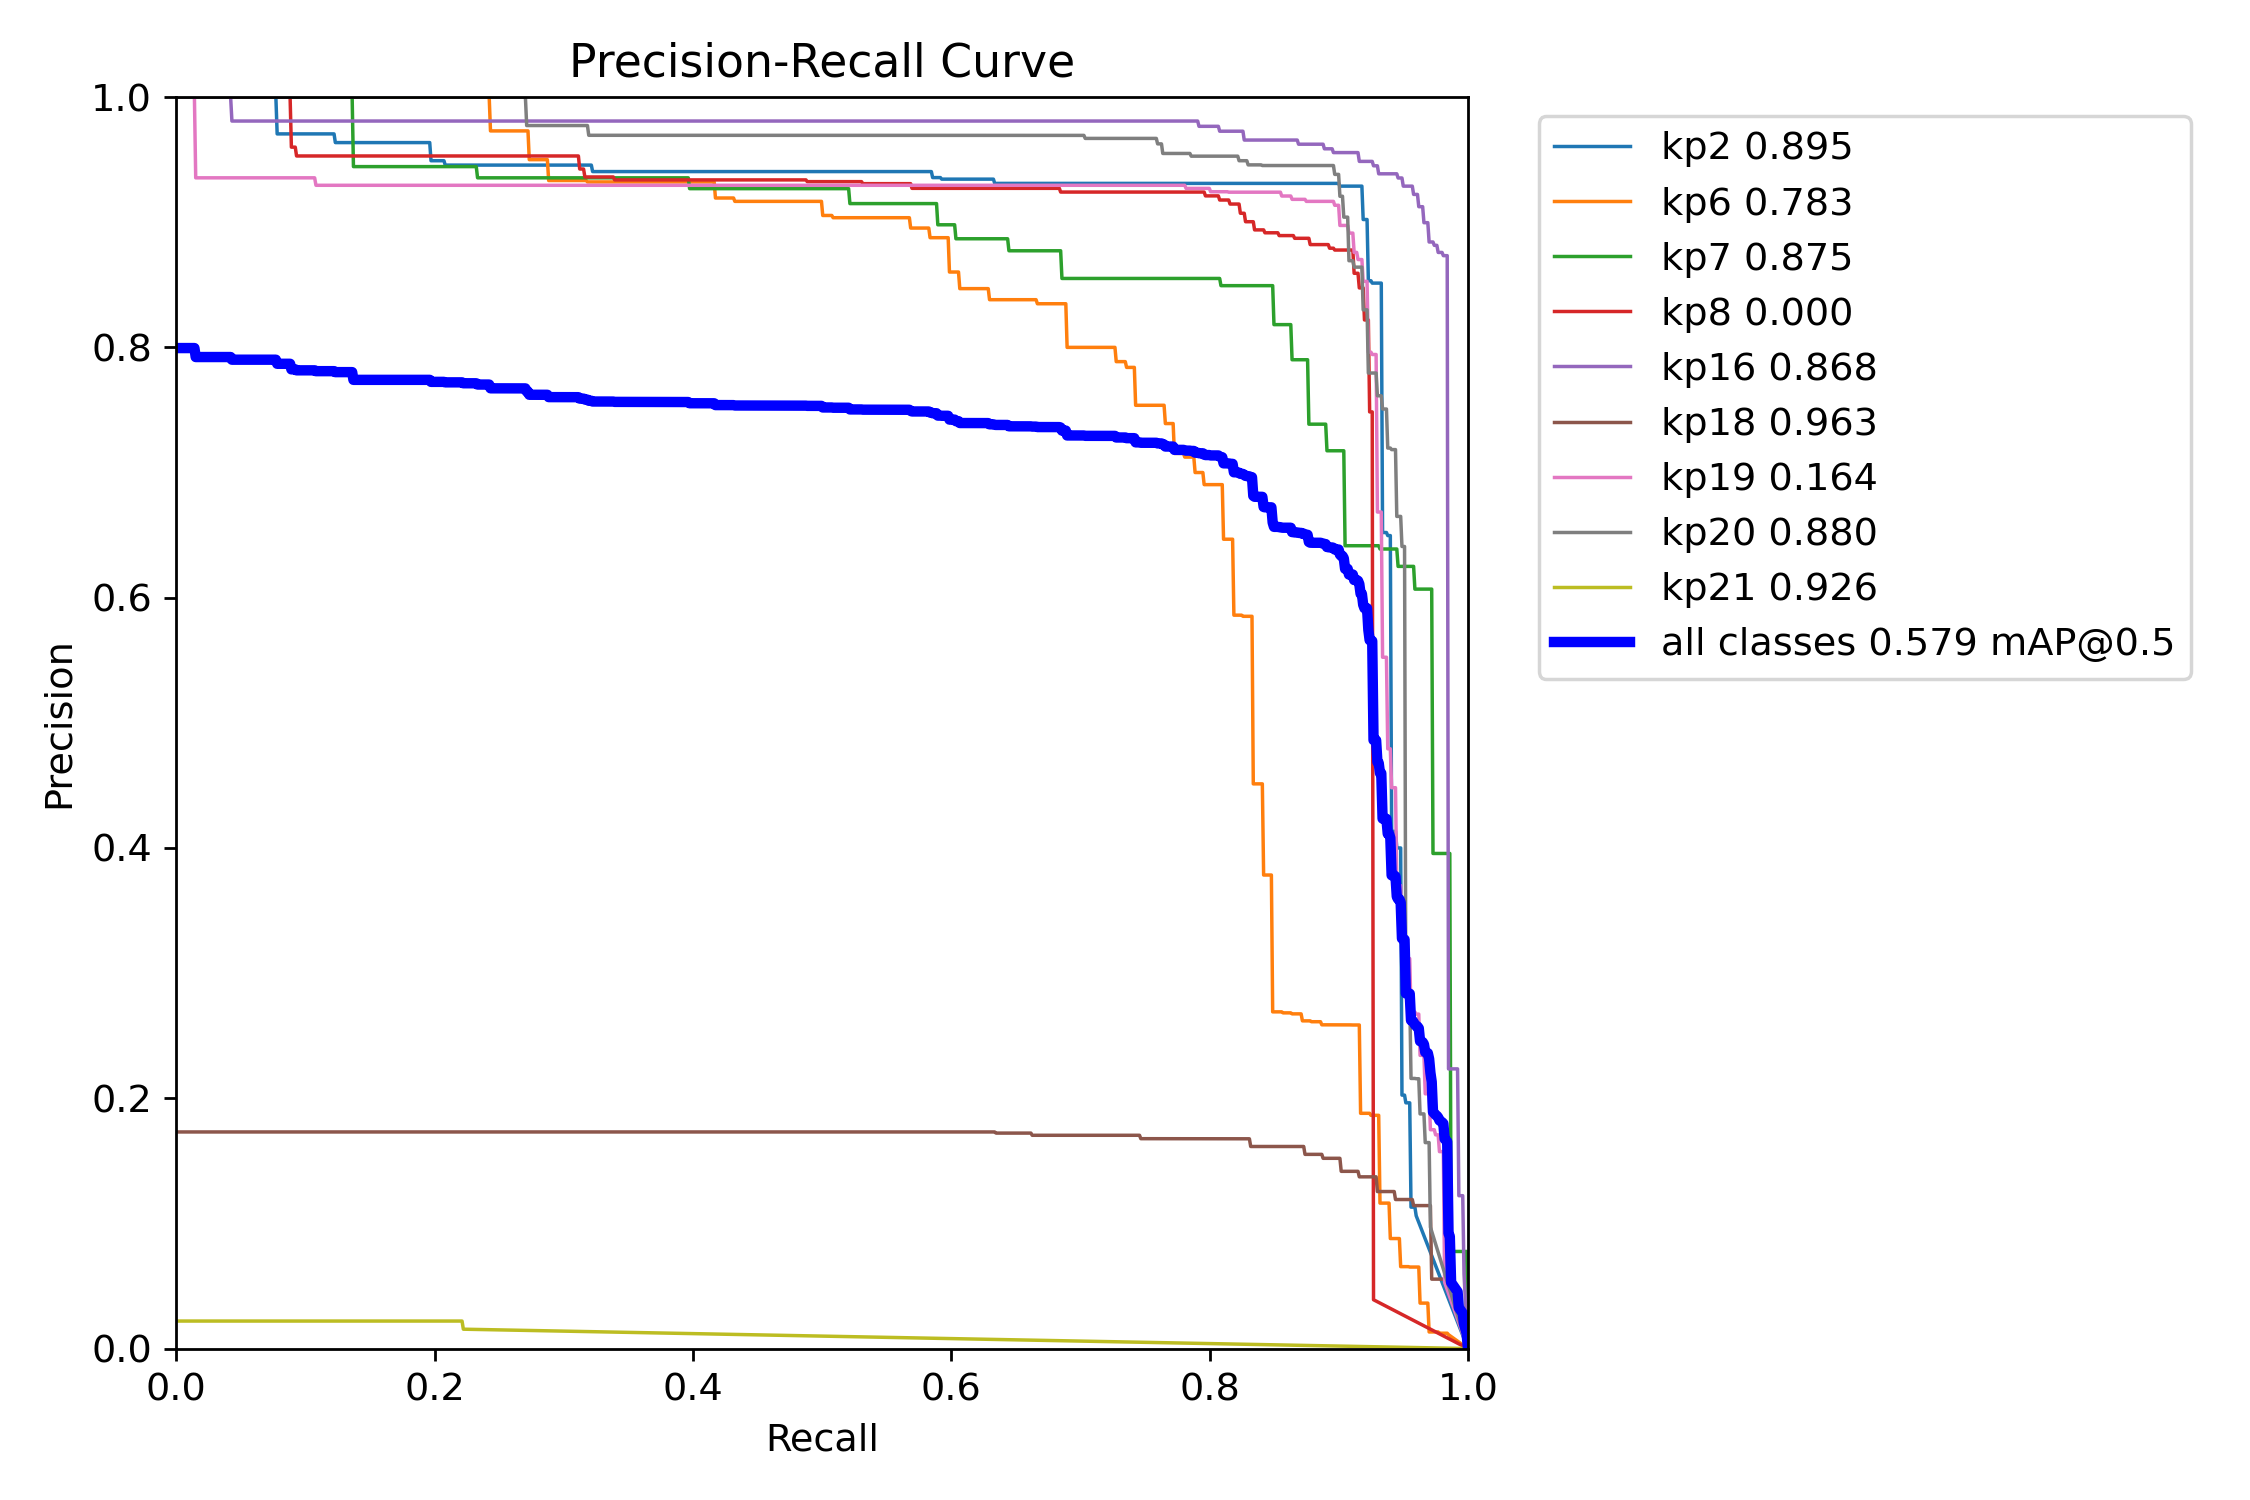 Precision-Recall Curve
1.0
0.8
0.6
0.4
0.2
0.0
Precision
0.0 0.2 0.4 0.6 0.8 1.0
Recall
kp2 0.895
kp6 0.783
kp7 0.875
kp8 0.000
kp16 0.868
kp18 0.963
kp19 0.164
kp20 0.880
kp21 0.926
all classes 0.579 mAP@0.5